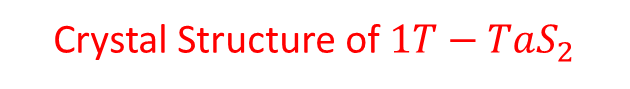 Crystal Structure of 1T − TaS₂